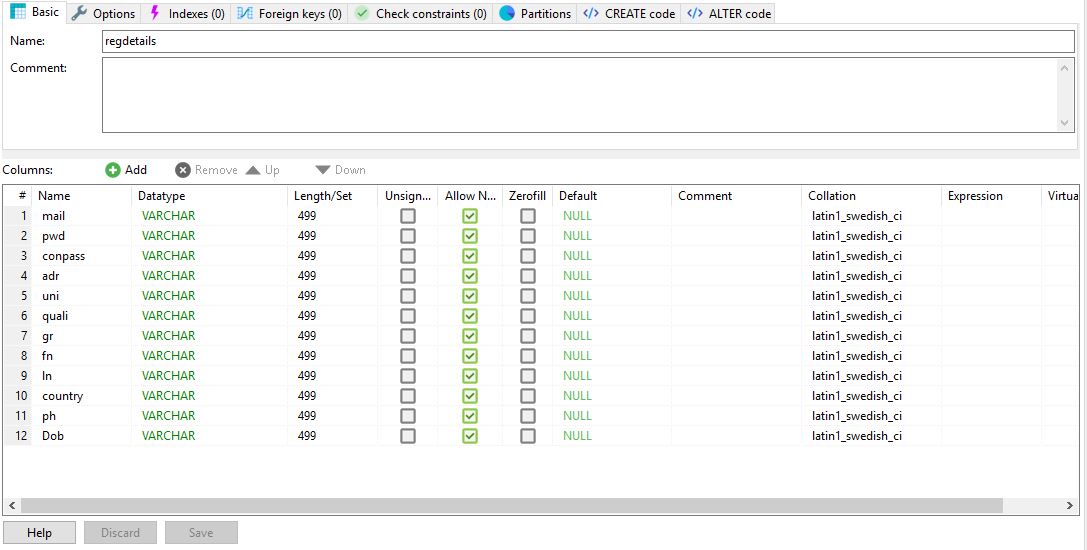 Basic Options Indexes (0) Foreign keys (0) Check constraints (0) Partitions </> CREATE code </> ALTER code
Name: regdetails
Comment:
Columns: Add Remove Up Down
# Name Datatype Length/Set Unsign... Allow N... Zerofill Default Comment Collation Expression Virtua
1 mail VARCHAR 499 NULL latin1_swedish_ci
2 pwd VARCHAR 499 NULL latin1_swedish_ci
3 conpass VARCHAR 499 NULL latin1_swedish_ci
4 adr VARCHAR 499 NULL latin1_swedish_ci
5 uni VARCHAR 499 NULL latin1_swedish_ci
6 quali VARCHAR 499 NULL latin1_swedish_ci
7 gr VARCHAR 499 NULL latin1_swedish_ci
8 fn VARCHAR 499 NULL latin1_swedish_ci
9 ln VARCHAR 499 NULL latin1_swedish_ci
10 country VARCHAR 499 NULL latin1_swedish_ci
11 ph VARCHAR 499 NULL latin1_swedish_ci
12 Dob VARCHAR 499 NULL latin1_swedish_ci
Help Discard Save